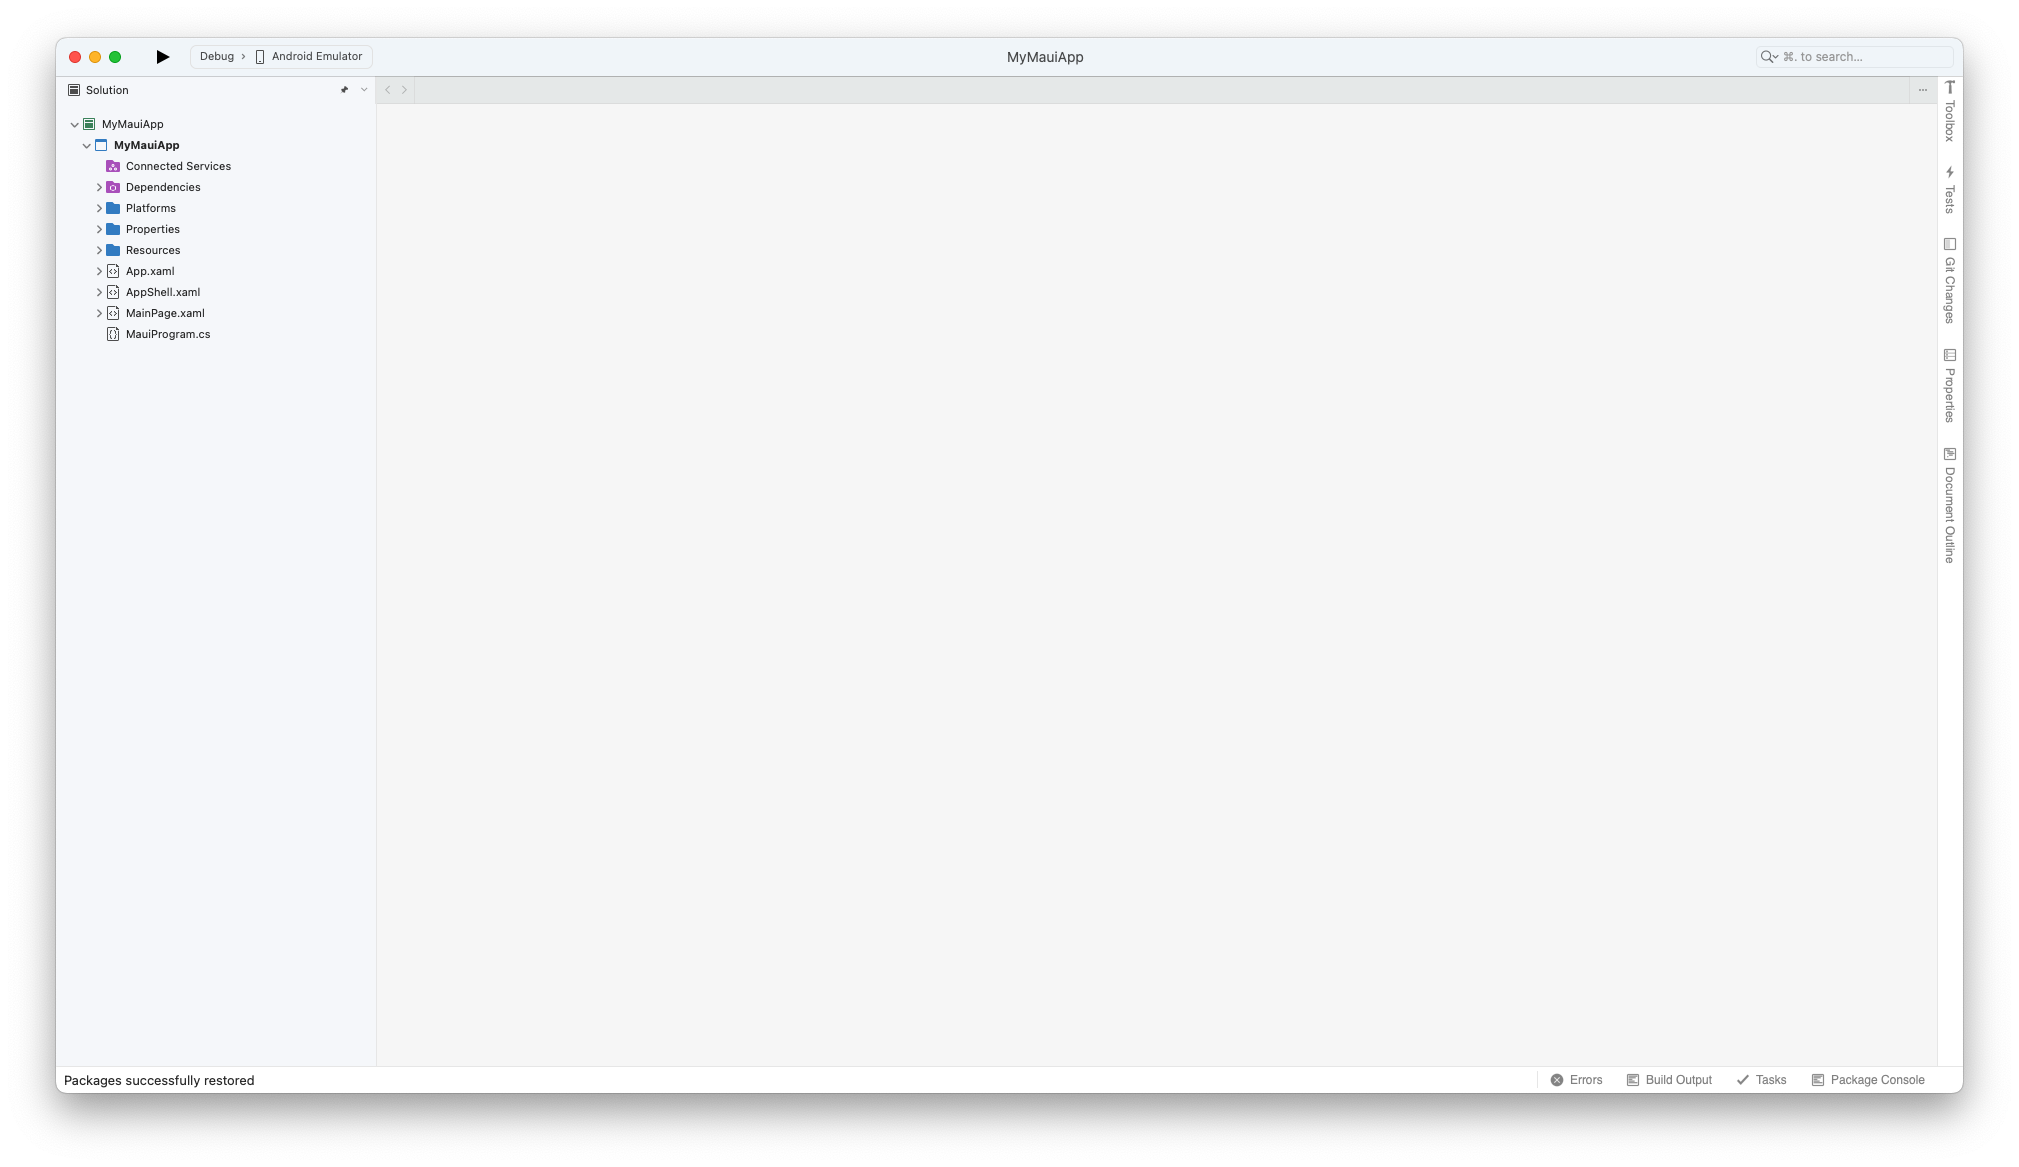 Debug › Android Emulator
MyMauiApp
⌘. to search...
Solution
MyMauiApp
MyMauiApp
Connected Services
Dependencies
Platforms
Properties
Resources
App.xaml
AppShell.xaml
MainPage.xaml
MauiProgram.cs
Toolbox
Tests
Git Changes
Properties
Document Outline
Packages successfully restored
Errors
Build Output
Tasks
Package Console